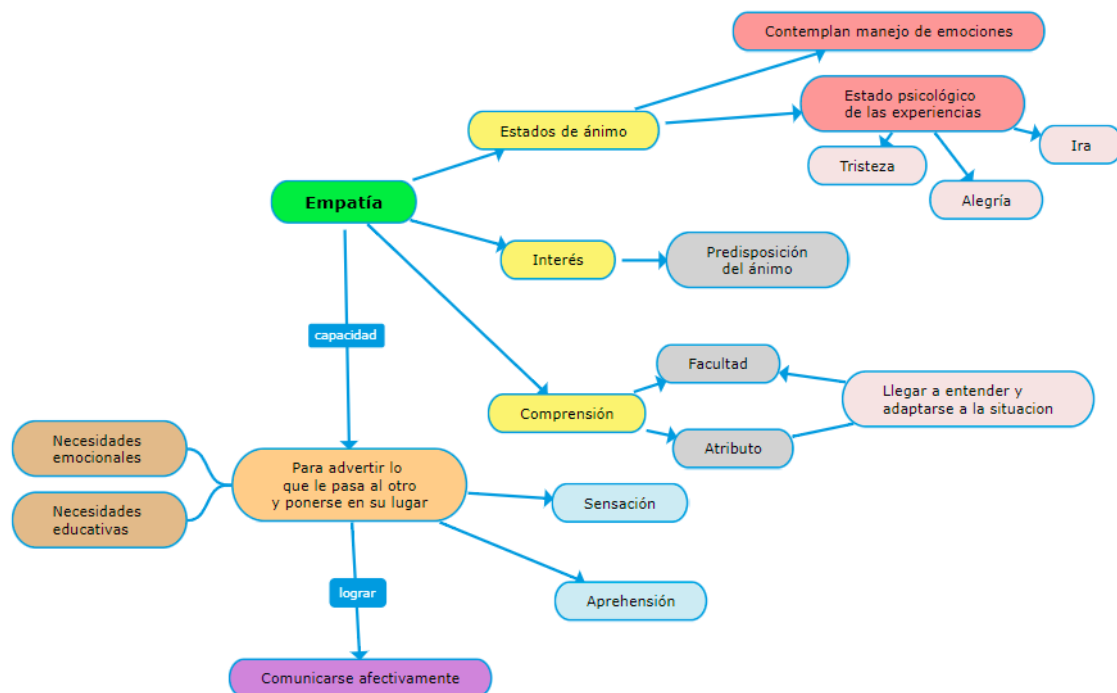 Contemplan manejo de emociones
Estado psicológico
de las experiencias
Estados de ánimo
Ira
Tristeza
Alegría
Empatía
Interés
Predisposición
del ánimo
capacidad
Facultad
Comprensión
Llegar a entender y
adaptarse a la situacion
Atributo
Necesidades
emocionales
Para advertir lo
que le pasa al otro
y ponerse en su lugar
Necesidades
educativas
Sensación
lograr
Aprehensión
Comunicarse afectivamente